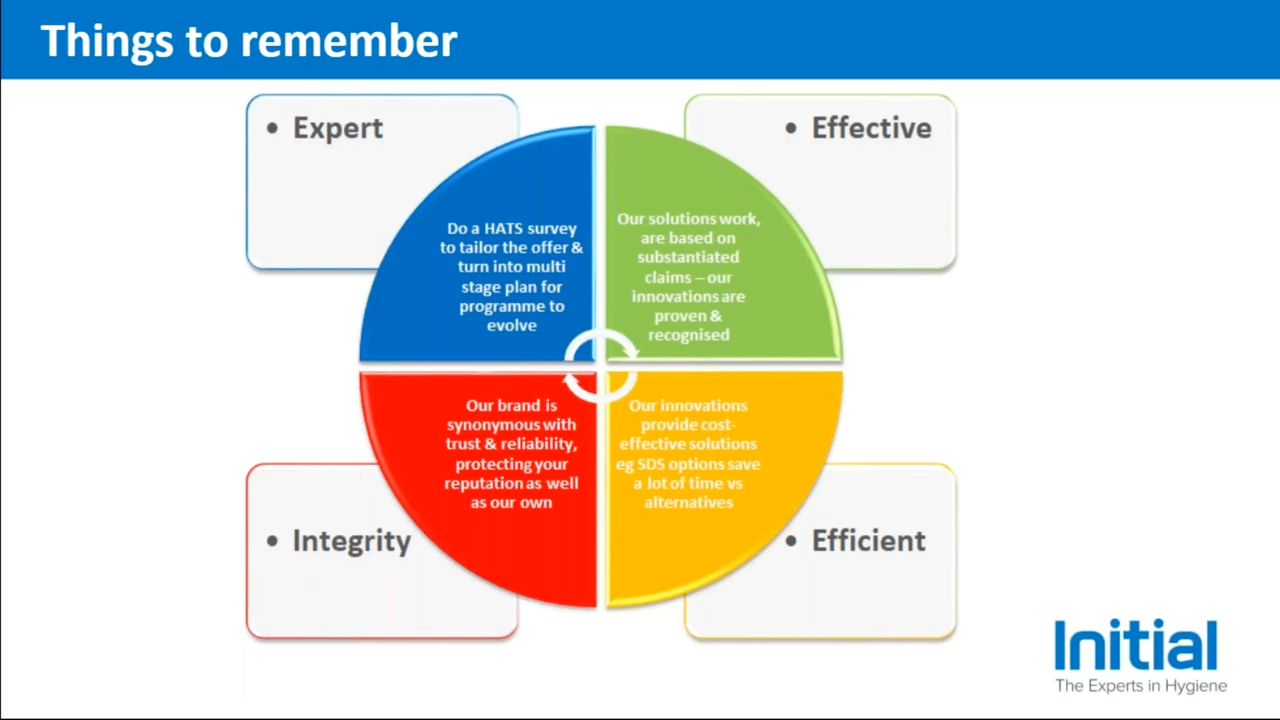 Things to remember
• Expert
Do a HATS survey
to tailor the offer &
turn into multi
stage plan for
programme to
evolve
• Effective
Our solutions work,
are based on
substantiated
claims – our
innovations are
proven &
recognised
• Integrity
Our brand is
synonymous with
trust & reliability,
protecting your
reputation as well
as our own
• Efficient
Our innovations
provide cost-
effective solutions
eg SDS options save
a lot of time vs
alternatives
Initial
The Experts in Hygiene